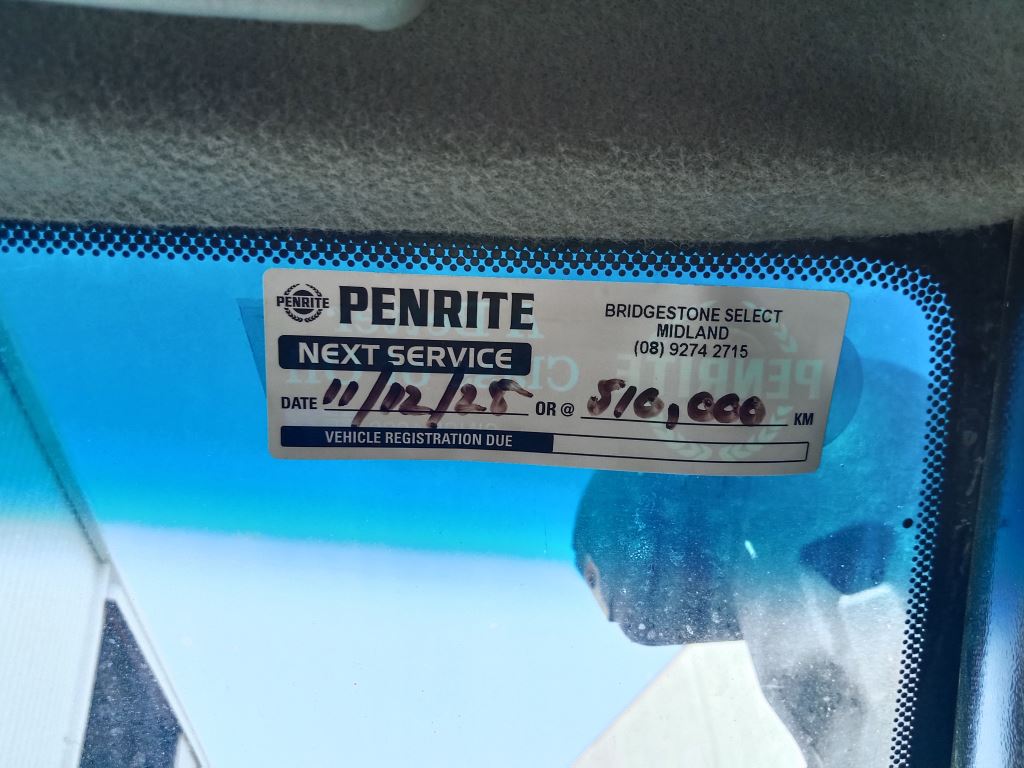 PENRITE PENRITE
BRIDGESTONE SELECT
MIDLAND
(08) 9274 2715
NEXT SERVICE
DATE 11/12/25 OR @ 510,000 KM
VEHICLE REGISTRATION DUE